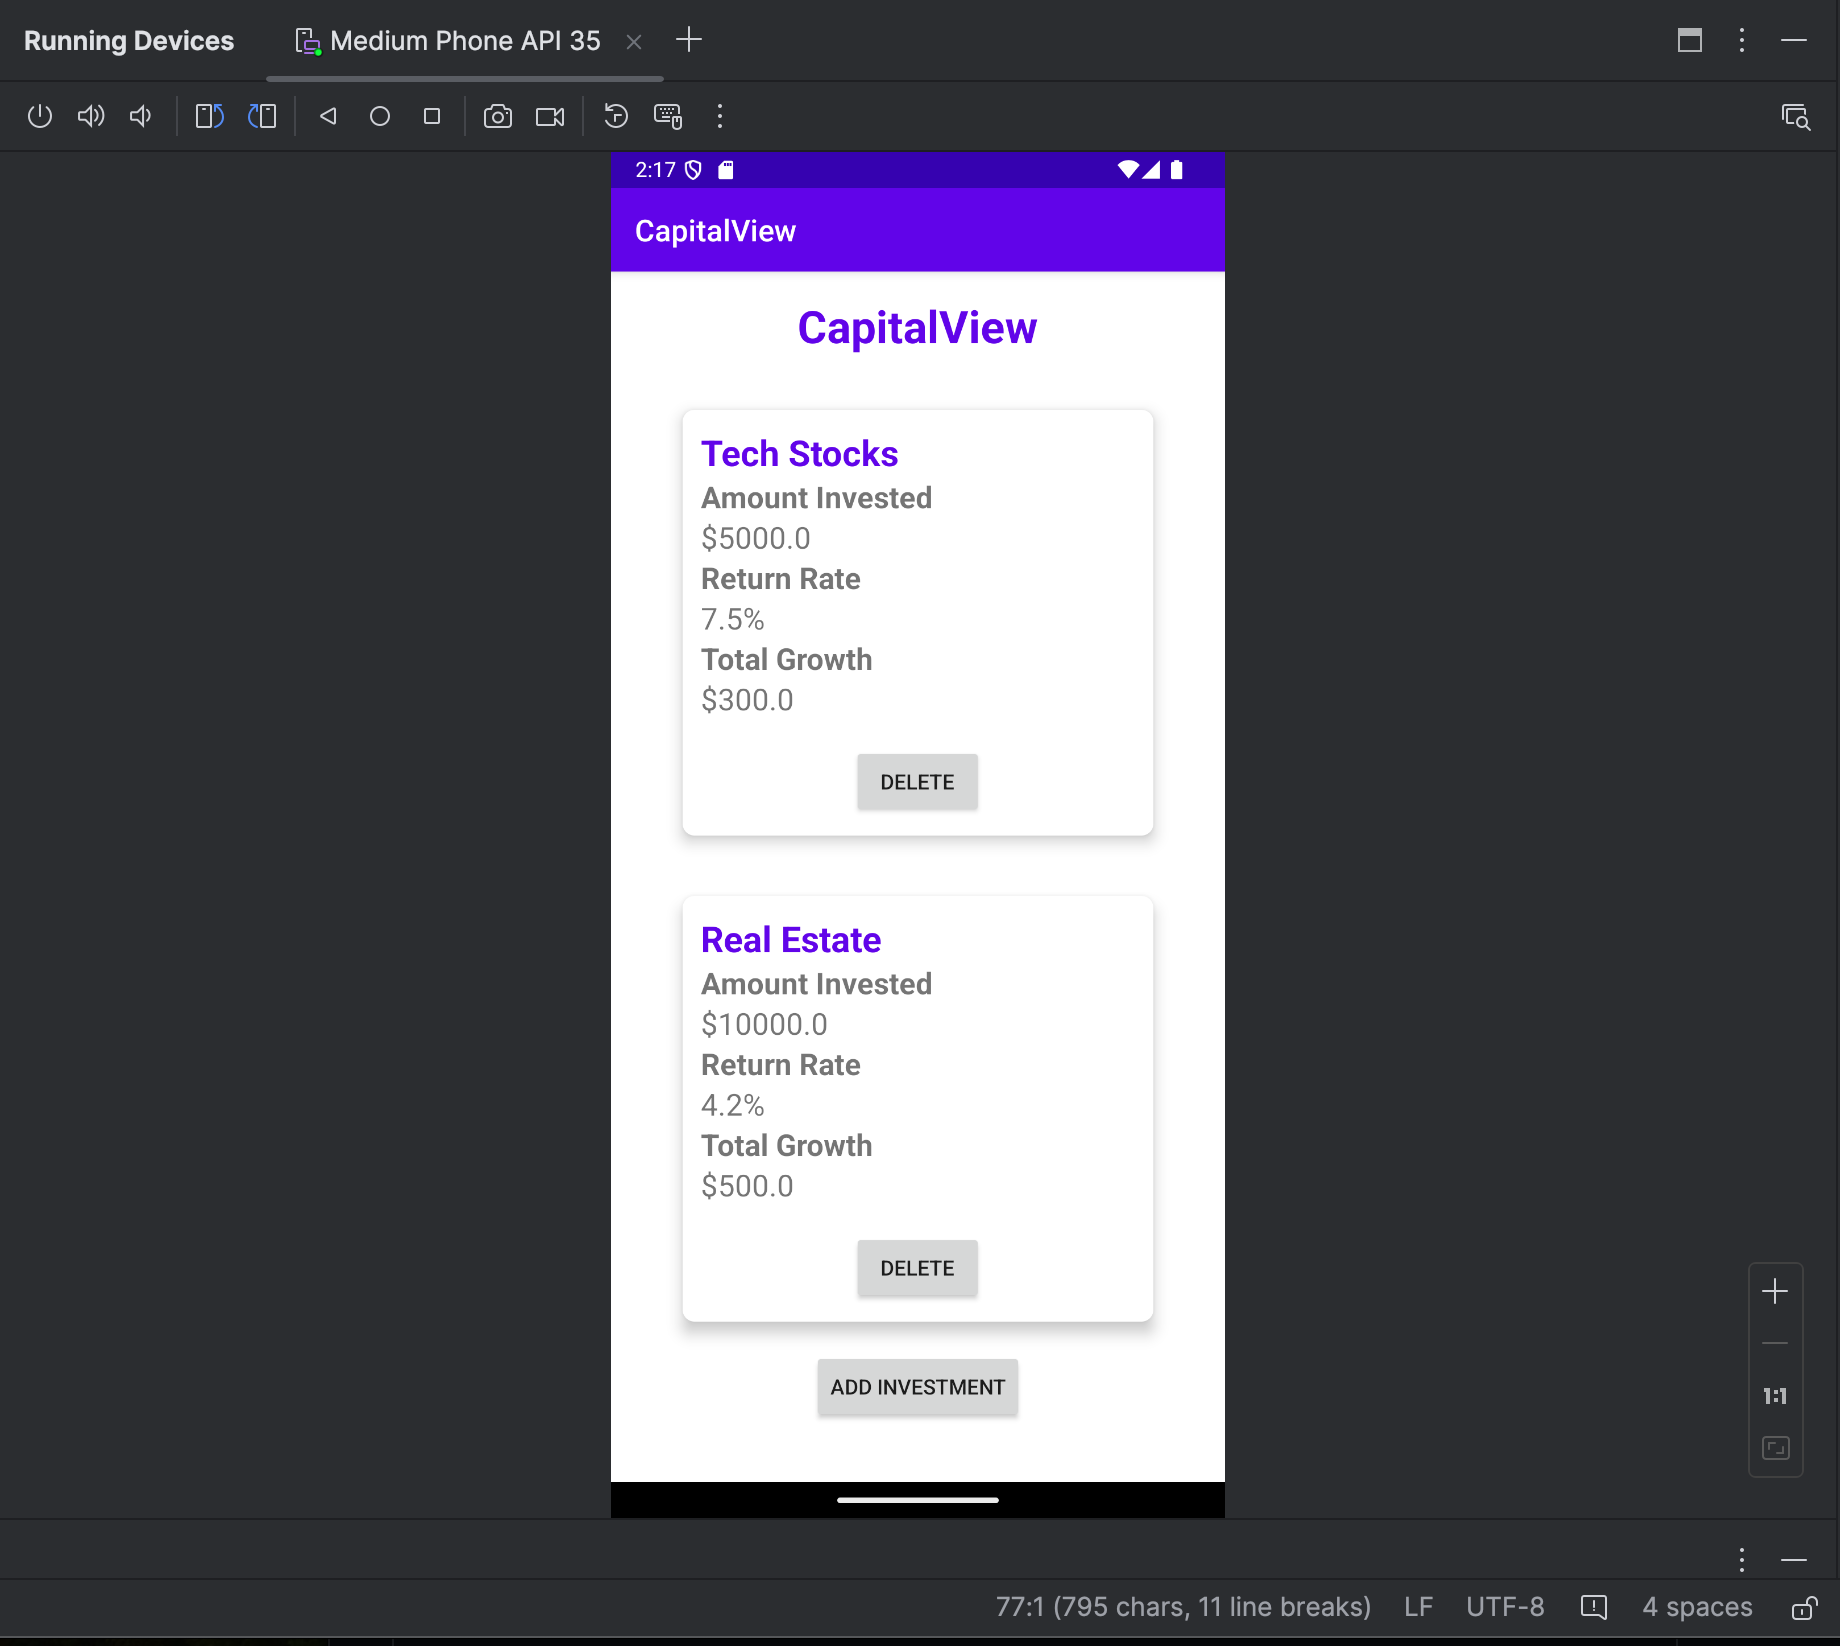 Running Devices
Medium Phone API 35
2:17
CapitalView
CapitalView
Tech Stocks
Amount Invested
$5000.0
Return Rate
7.5%
Total Growth
$300.0
DELETE
Real Estate
Amount Invested
$10000.0
Return Rate
4.2%
Total Growth
$500.0
DELETE
ADD INVESTMENT
1:1
77:1 (795 chars, 11 line breaks)
LF
UTF-8
4 spaces